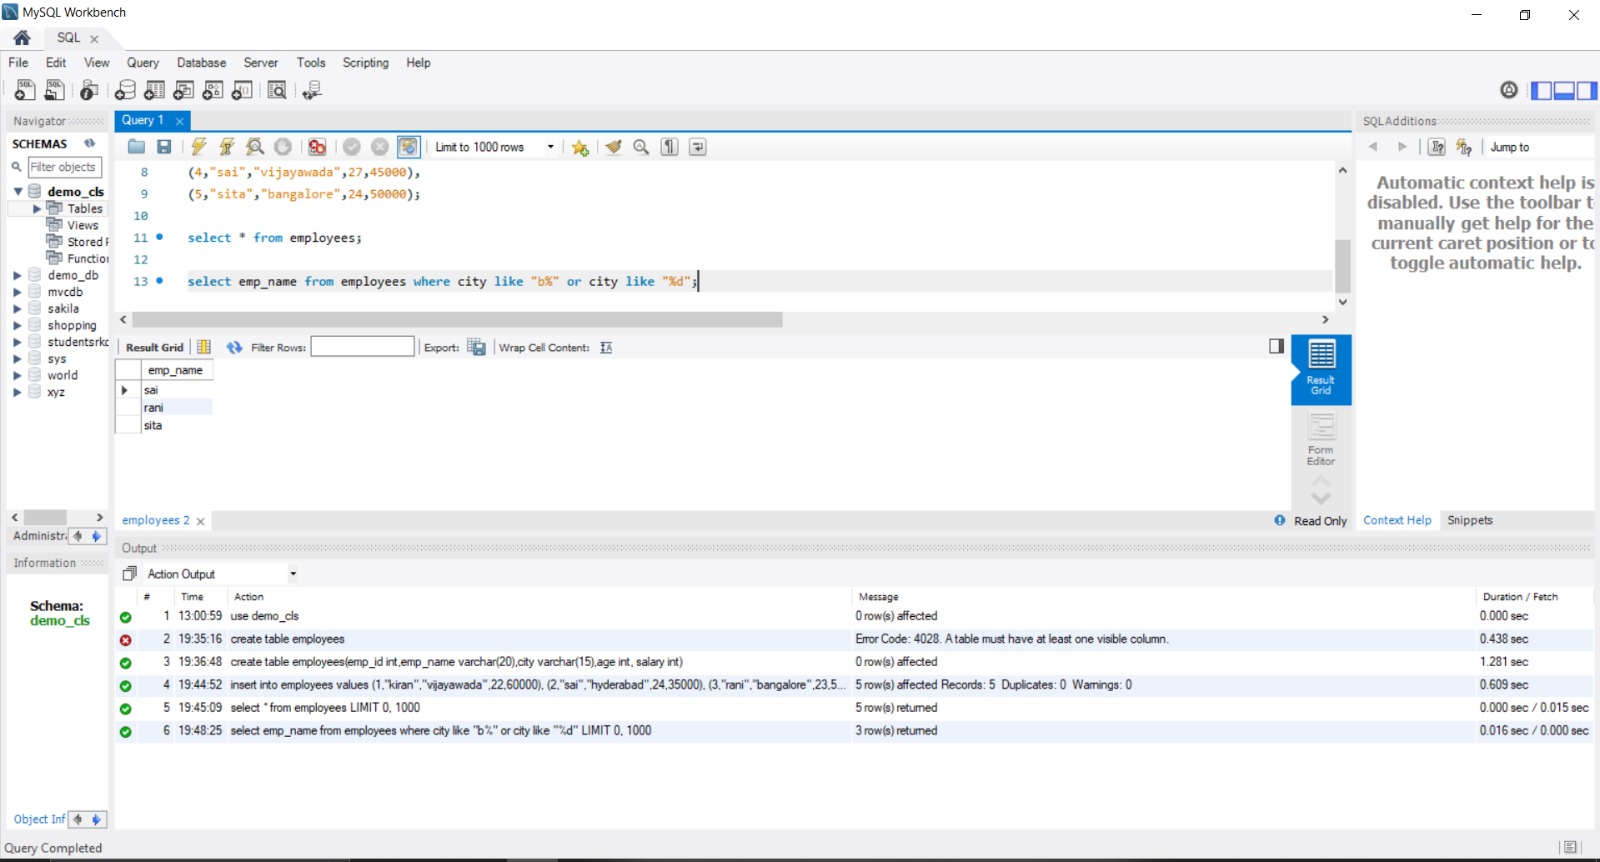 MySQL Workbench
SQL
File Edit View Query Database Server Tools Scripting Help
Navigator
SCHEMAS
Filter objects
demo_cls
Tables
Views
Stored
Functio
demo_db
mvcdb
sakila
shopping
studentsrkc
sys
world
xyz
Administra
Information
Schema:
demo_cls
Object Inf
Query 1
Limit to 1000 rows
8 (4,"sai","vijayawada",27,45000),
9 (5,"sita","bangalore",24,50000);
10
11 select * from employees;
12
13 select emp_name from employees where city like "b%" or city like "%d";
Result Grid Filter Rows: Export: Wrap Cell Content:
emp_name
sai
rani
sita
Result
Grid
Form
Editor
employees 2
Read Only
SQLAdditions
Jump to
Automatic context help is
disabled. Use the toolbar t
manually get help for the
current caret position or to
toggle automatic help.
Context Help Snippets
Output
Action Output
# Time Action Message Duration / Fetch
1 13:00:59 use demo_cls 0 row(s) affected 0.000 sec
2 19:35:16 create table employees Error Code: 4028. A table must have at least one visible column. 0.438 sec
3 19:36:48 create table employees(emp_id int,emp_name varchar(20),city varchar(15),age int, salary int) 0 row(s) affected 1.281 sec
4 19:44:52 insert into employees values (1,"kiran","vijayawada",22,60000), (2,"sai","hyderabad",24,35000), (3,"rani","bangalore",23,5... 5 row(s) affected Records: 5 Duplicates: 0 Warnings: 0 0.609 sec
5 19:45:09 select * from employees LIMIT 0, 1000 5 row(s) returned 0.000 sec / 0.015 sec
6 19:48:25 select emp_name from employees where city like "b%" or city like "%d" LIMIT 0, 1000 3 row(s) returned 0.016 sec / 0.000 sec
Query Completed